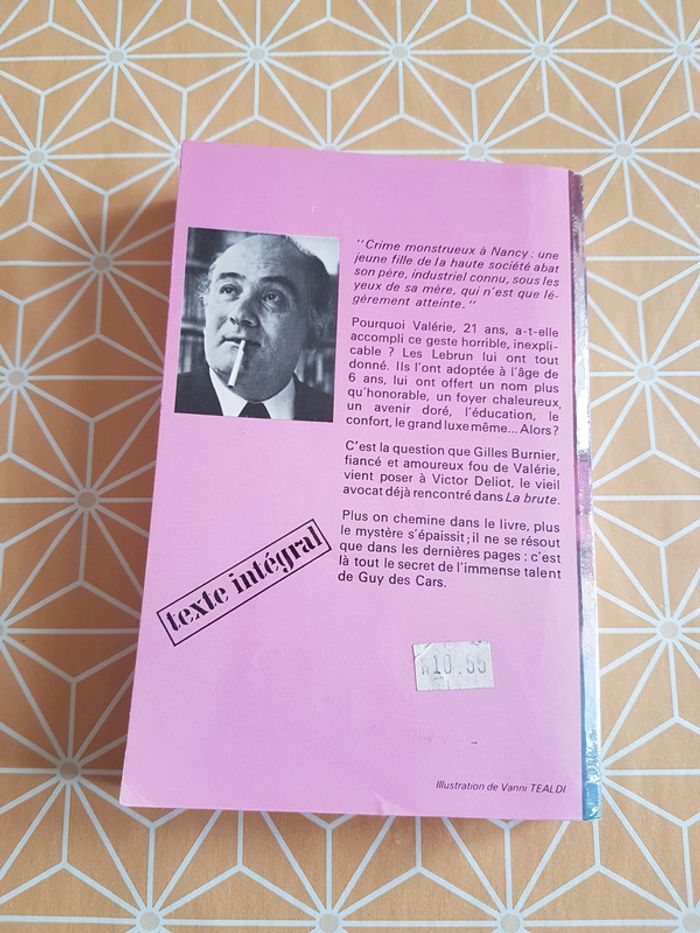 "Crime monstrueux à Nancy : une
jeune fille de la haute société abat
son père, industriel connu, sous les
yeux de sa mère, qui n'est que lé-
gèrement atteinte."
Pourquoi Valérie, 21 ans, a-t-elle
accompli ce geste horrible, inexpli-
cable ? Les Lebrun lui ont tout
donné. Ils l'ont adoptée à l'âge de
6 ans, lui ont offert un nom plus
qu'honorable, un foyer chaleureux,
un avenir doré, l'éducation, le
confort, le grand luxe même... Alors ?
C'est la question que Gilles Burnier,
fiancé et amoureux fou de Valérie,
vient poser à Victor Deliot, le vieil
avocat déjà rencontré dans La brute.
Plus on chemine dans le livre, plus
le mystère s'épaissit ; il ne se résout
que dans les dernières pages : c'est
là tout le secret de l'immense talent
de Guy des Cars.
texte intégral
10.55
Illustration de Vanni TEALDI